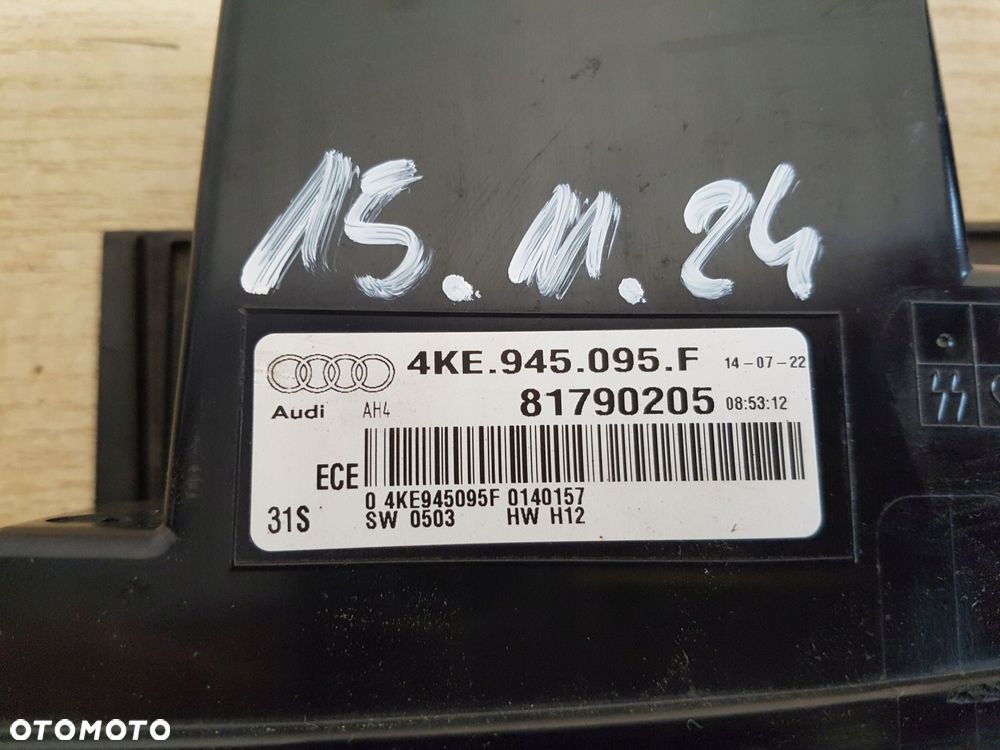 15.11.24
4KE.945.095.F 14-07-22
Audi AH4 81790205 08:53:12
ECE
0 4KE945095F 0140157
31S SW 0503 HW H12
OTOMOTO